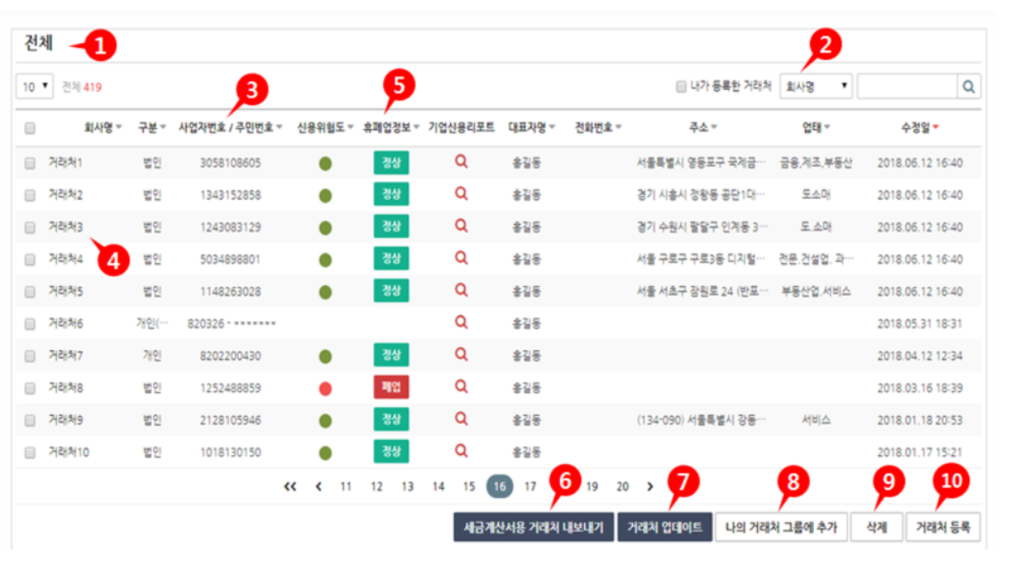 전체 1
2
10 전체 419 내가 등록한 거래처 회사명
3 5
회사명 구분 사업자번호 / 주민번호 신용위험도 휴폐업정보 기업신용리포트 대표자명 전화번호 주소 업태 수정일
거래처1 법인 3058108605 정상 홍길동 서울특별시 영등포구 국제금… 금융,제조,부동산 2018.06.12 16:40
거래처2 법인 1343152858 정상 홍길동 경기 시흥시 정왕동 공단1대… 도소매 2018.06.12 16:40
거래처3 법인 1243083129 정상 홍길동 경기 수원시 팔달구 인계동 3… 도.소매 2018.06.12 16:40
4
거래처4 법인 5034898801 정상 홍길동 서울 구로구 구로3동 디지털… 전문.건설업. 과… 2018.06.12 16:40
거래처5 법인 1148263028 정상 홍길동 서울 서초구 잠원로 24 (반포… 부동산업.서비스 2018.06.12 16:40
거래처6 개인(… 820326 - ******* 홍길동 2018.05.31 18:31
거래처7 개인 8202200430 정상 홍길동 2018.04.12 12:34
거래처8 법인 1252488859 폐업 홍길동 2018.03.16 18:39
거래처9 법인 2128105946 정상 홍길동 (134-090) 서울특별시 강동… 서비스 2018.01.18 20:53
거래처10 법인 1018130150 정상 홍길동 2018.01.17 15:21
11 12 13 14 15 16 17 19 20
6 7 8 9 10
세금계산서용 거래처 내보내기 거래처 업데이트 나의 거래처 그룹에 추가 삭제 거래처 등록